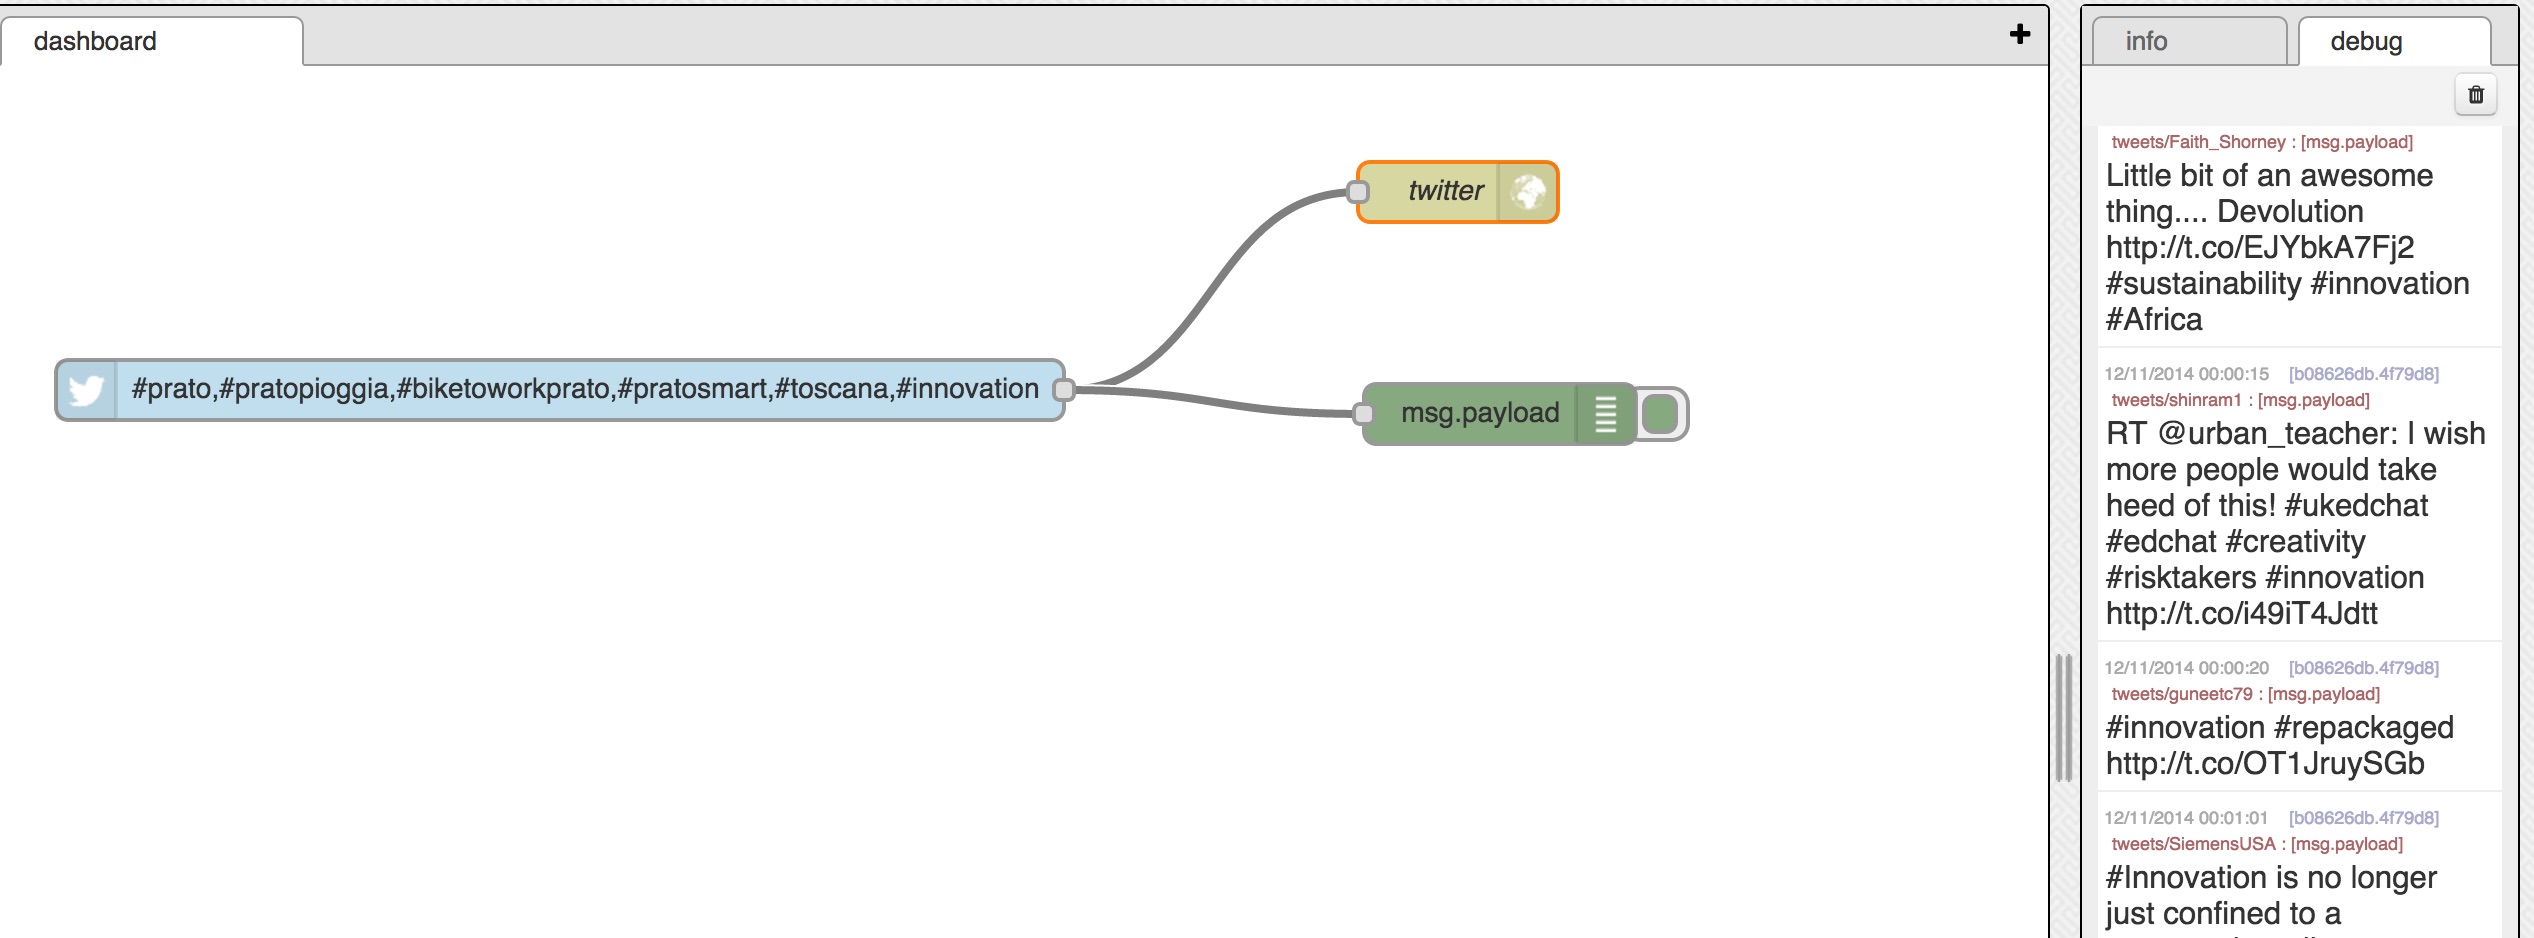 dashboard
info
debug
twitter
#prato,#pratopioggia,#biketoworkprato,#pratosmart,#toscana,#innovation
msg.payload
tweets/Faith_Shorney : [msg.payload]
Little bit of an awesome
thing.... Devolution
http://t.co/EJYbkA7Fj2
#sustainability #innovation
#Africa
12/11/2014 00:00:15 [b08626db.4f79d8]
tweets/shinram1 : [msg.payload]
RT @urban_teacher: I wish
more people would take
heed of this! #ukedchat
#edchat #creativity
#risktakers #innovation
http://t.co/i49iT4Jdtt
12/11/2014 00:00:20 [b08626db.4f79d8]
tweets/guneetc79 : [msg.payload]
#innovation #repackaged
http://t.co/OT1JruySGb
12/11/2014 00:01:01 [b08626db.4f79d8]
tweets/SiemensUSA : [msg.payload]
#Innovation is no longer
just confined to a